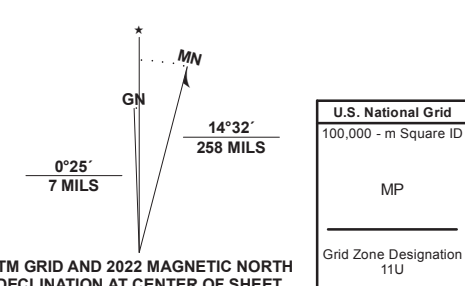 ★
MN
GN
14°32´
258 MILS
0°25´
7 MILS
TM GRID AND 2022 MAGNETIC NORTH
DECLINATION AT CENTER OF SHEET
U.S. National Grid
100,000 - m Square ID
MP
Grid Zone Designation
11U